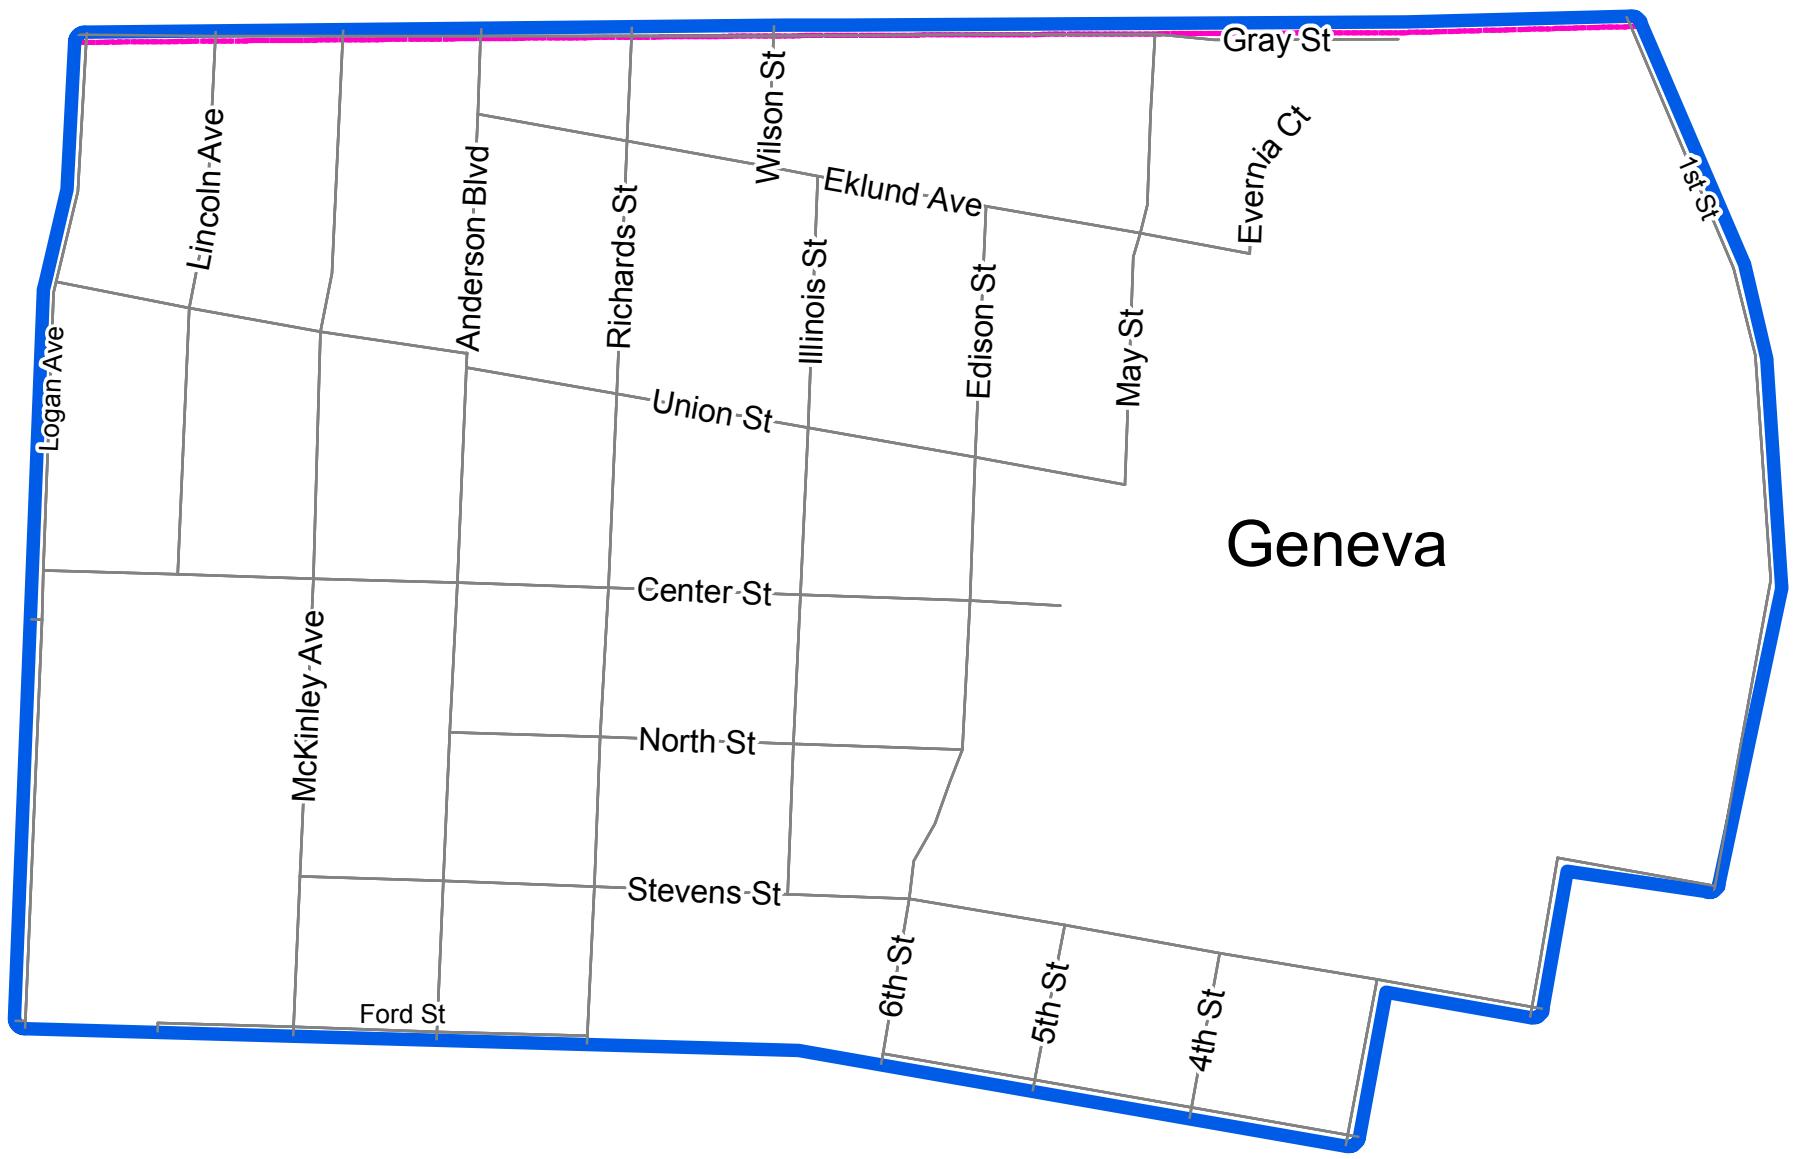 Gray St
Wilson St
Lincoln Ave
Evernia Ct
1st St
Anderson Blvd
Richards St
Eklund Ave
Illinois St
Edison St
May St
Logan Ave
Union St
Geneva
Center St
McKinley Ave
North St
Stevens St
6th St
5th St
4th St
Ford St